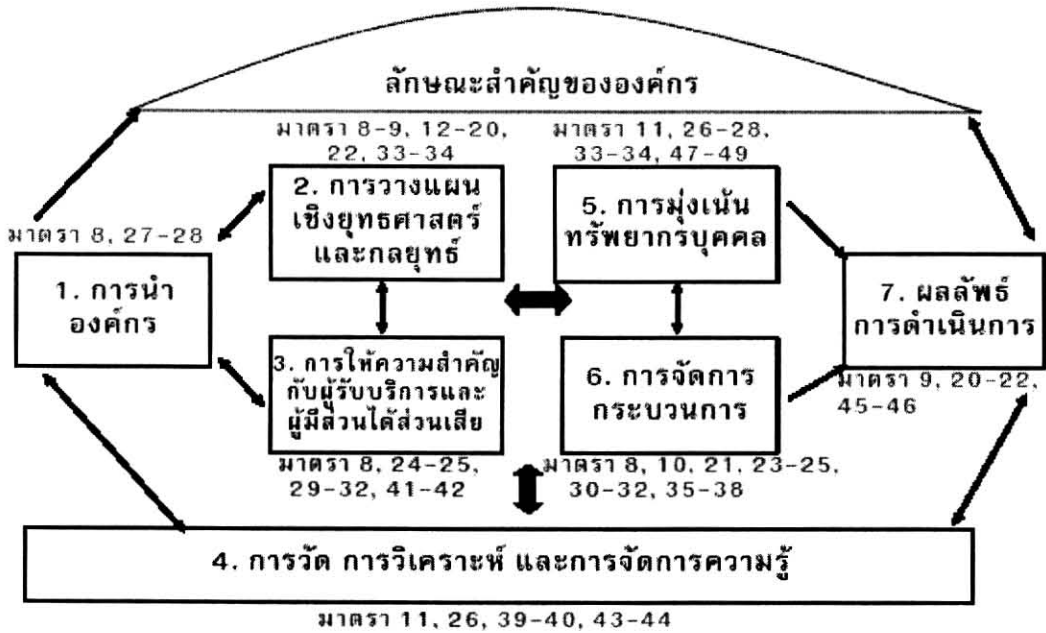 ลักษณะสำคัญขององค์กร
มาตรา 8-9, 12-20,
22, 33-34
2. การวางแผน
เชิงยุทธศาสตร์
และกลยุทธ์
มาตรา 11, 26-28,
33-34, 47-49
5. การมุ่งเน้น
ทรัพยากรบุคคล
มาตรา 8, 27-28
1. การนำ
องค์กร
7. ผลลัพธ์
การดำเนินการ
มาตรา 9, 20-22,
45-46
3. การให้ความสำคัญ
กับผู้รับบริการและ
ผู้มีส่วนได้ส่วนเสีย
มาตรา 8, 24-25,
29-32, 41-42
6. การจัดการ
กระบวนการ
มาตรา 8, 10, 21, 23-25,
30-32, 35-38
4. การวัด การวิเคราะห์ และการจัดการความรู้
มาตรา 11, 26, 39-40, 43-44